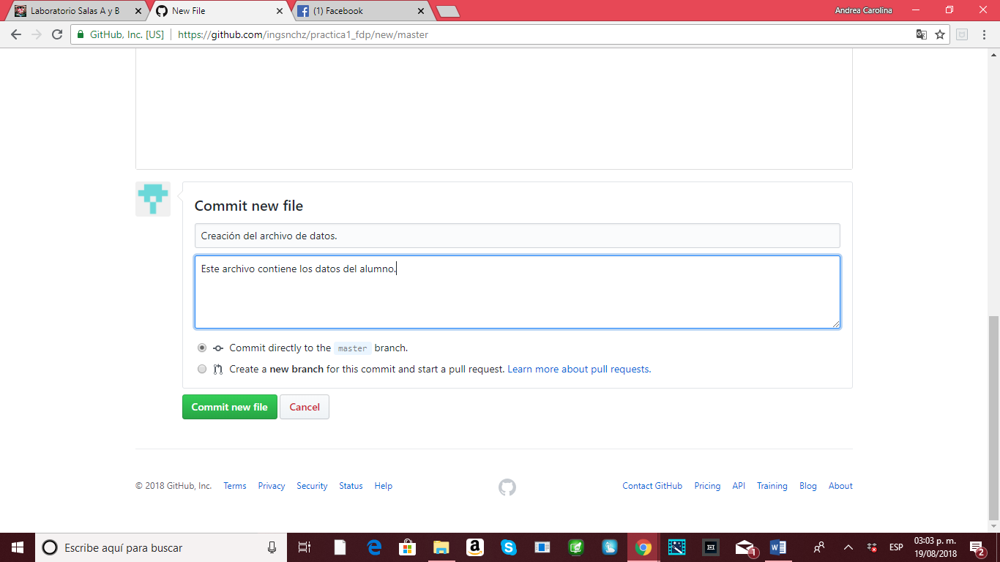 Laboratorio Salas A y B
New File
(1) Facebook
Andrea Carolina
GitHub, Inc. [US]
https://github.com/ingsnchz/practica1_fdp/new/master
Commit new file
Creación del archivo de datos.
Este archivo contiene los datos del alumno.
Commit directly to the master branch.
Create a new branch for this commit and start a pull request. Learn more about pull requests.
Commit new file
Cancel
© 2018 GitHub, Inc. Terms Privacy Security Status Help
Contact GitHub Pricing API Training Blog About
Escribe aquí para buscar
1
ESP
03:03 p. m.
19/08/2018
2